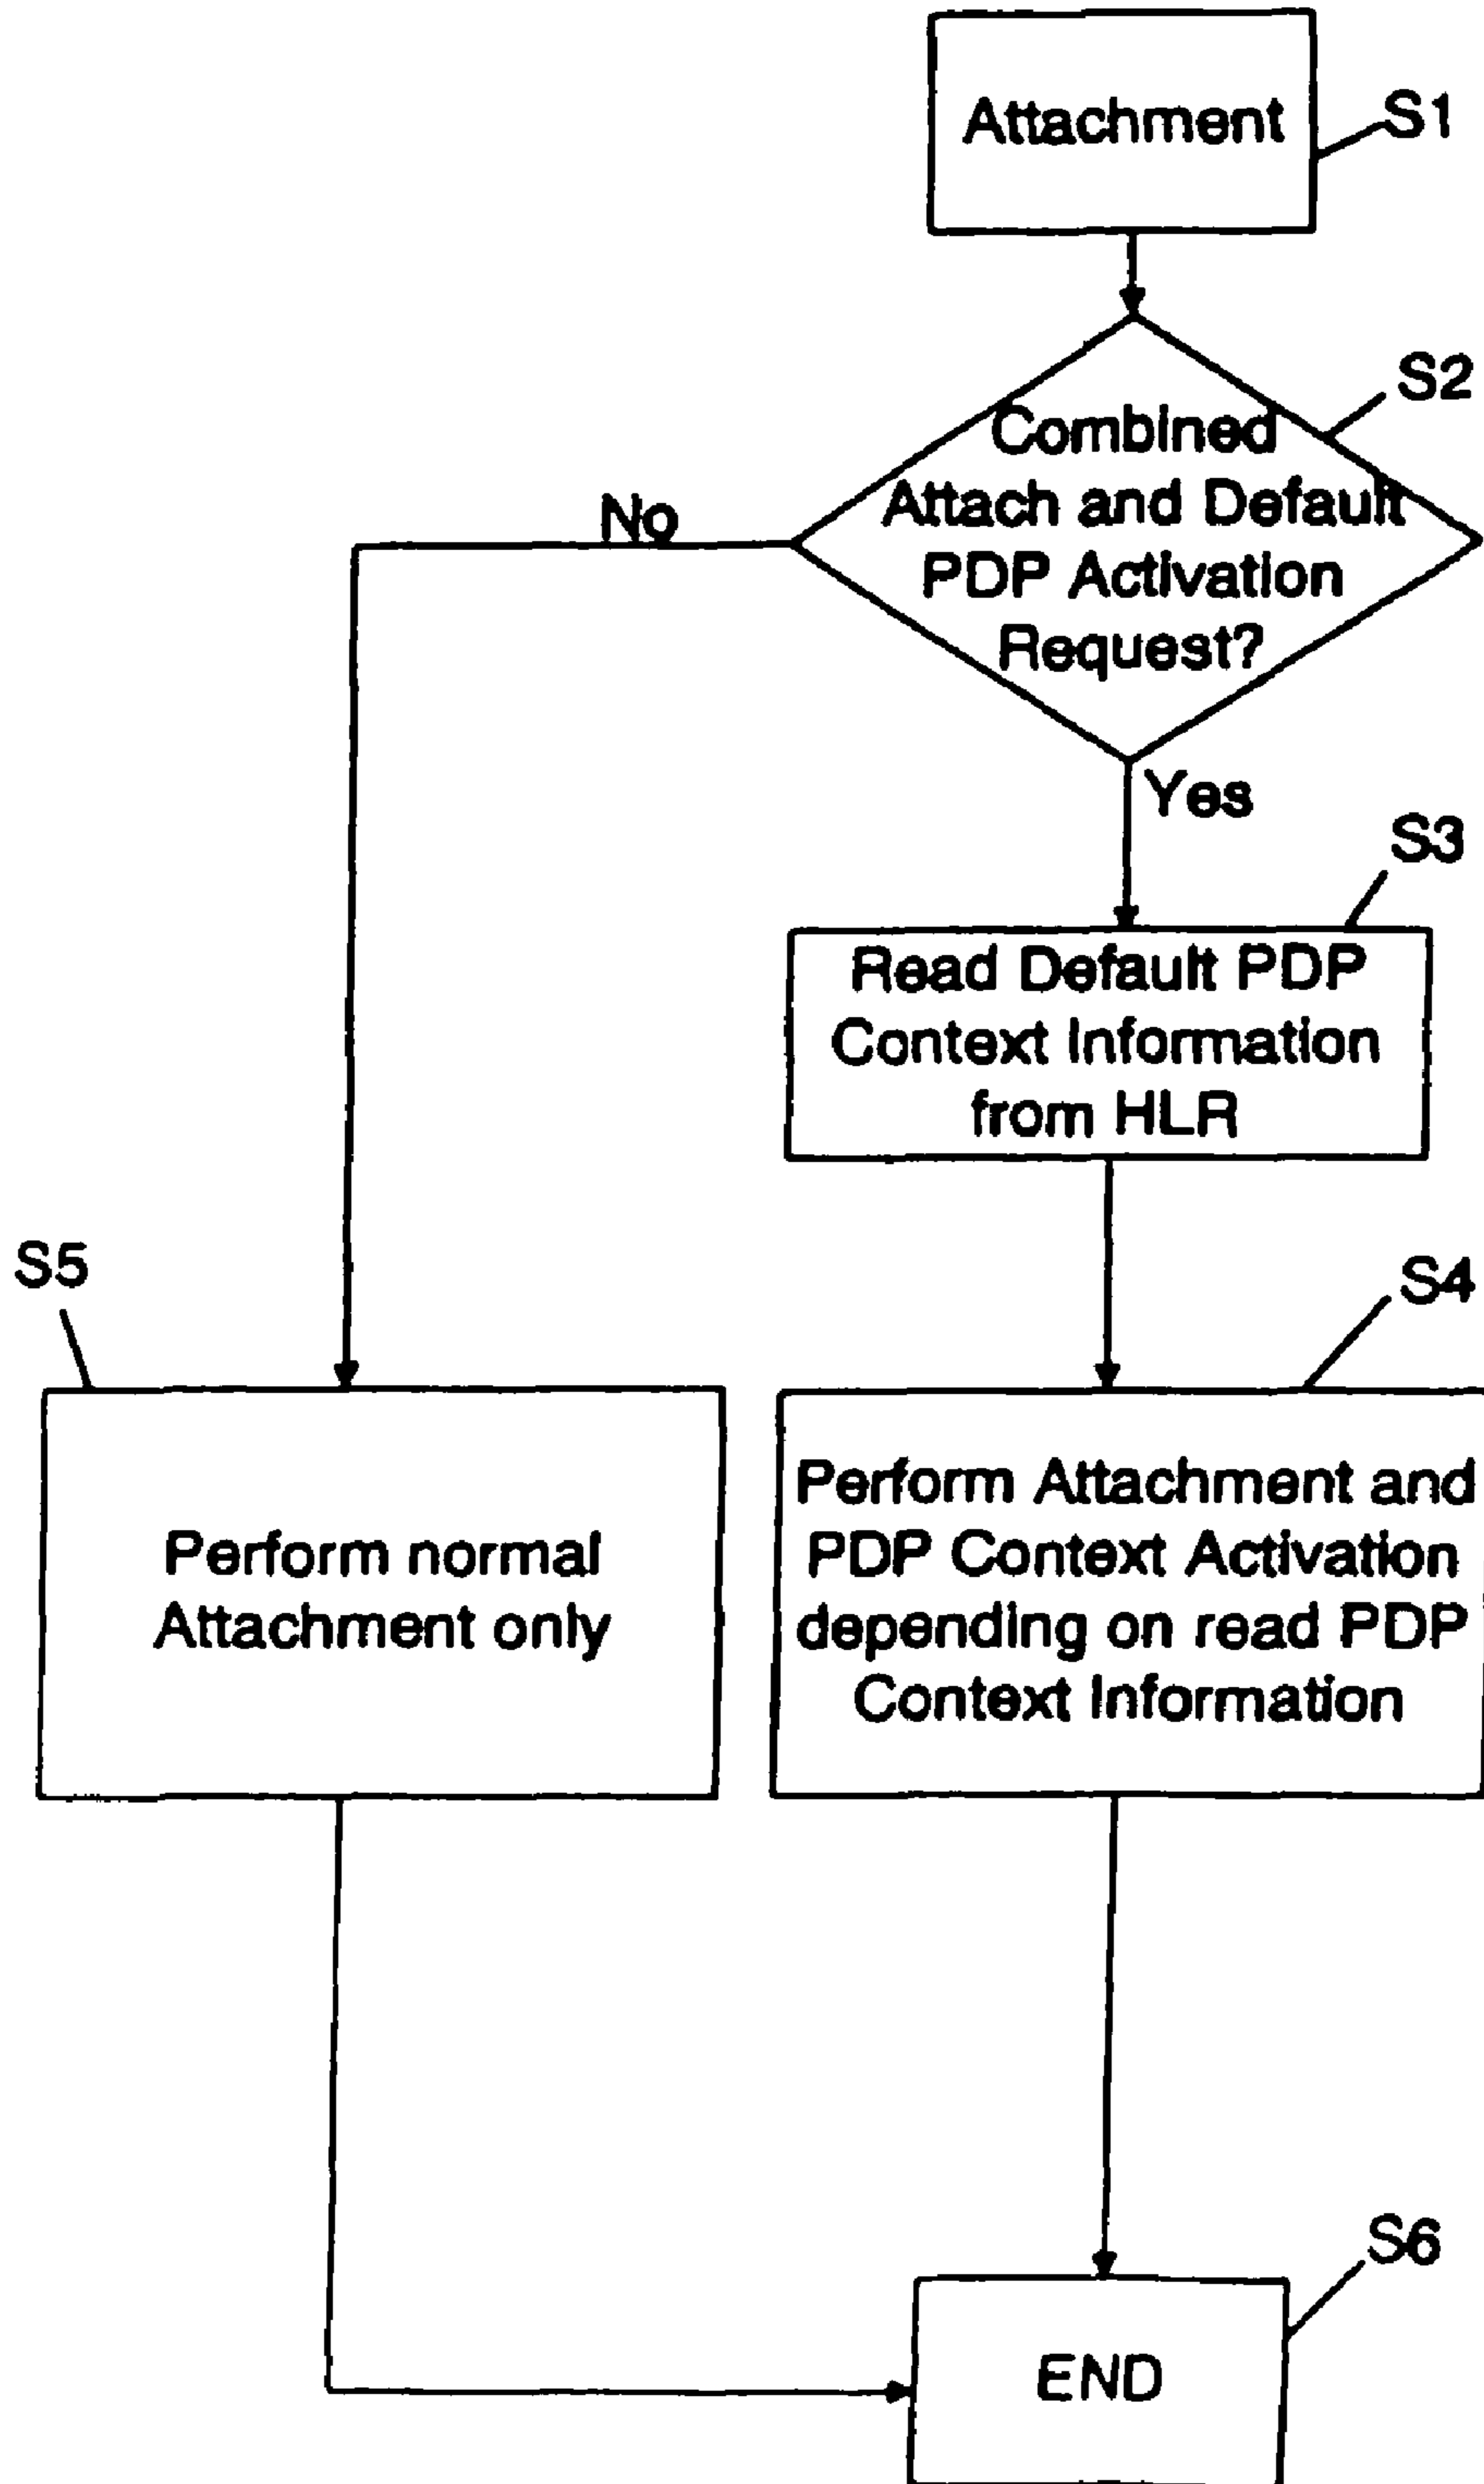 Attachment
S1
S2
Combined
Attach and Default
PDP Activation
Request?
No
Yes
S3
Read Default PDP
Context Information
from HLR
S5
S4
Perform normal
Attachment only
Perform Attachment and
PDP Context Activation
depending on read PDP
Context Information
S6
END